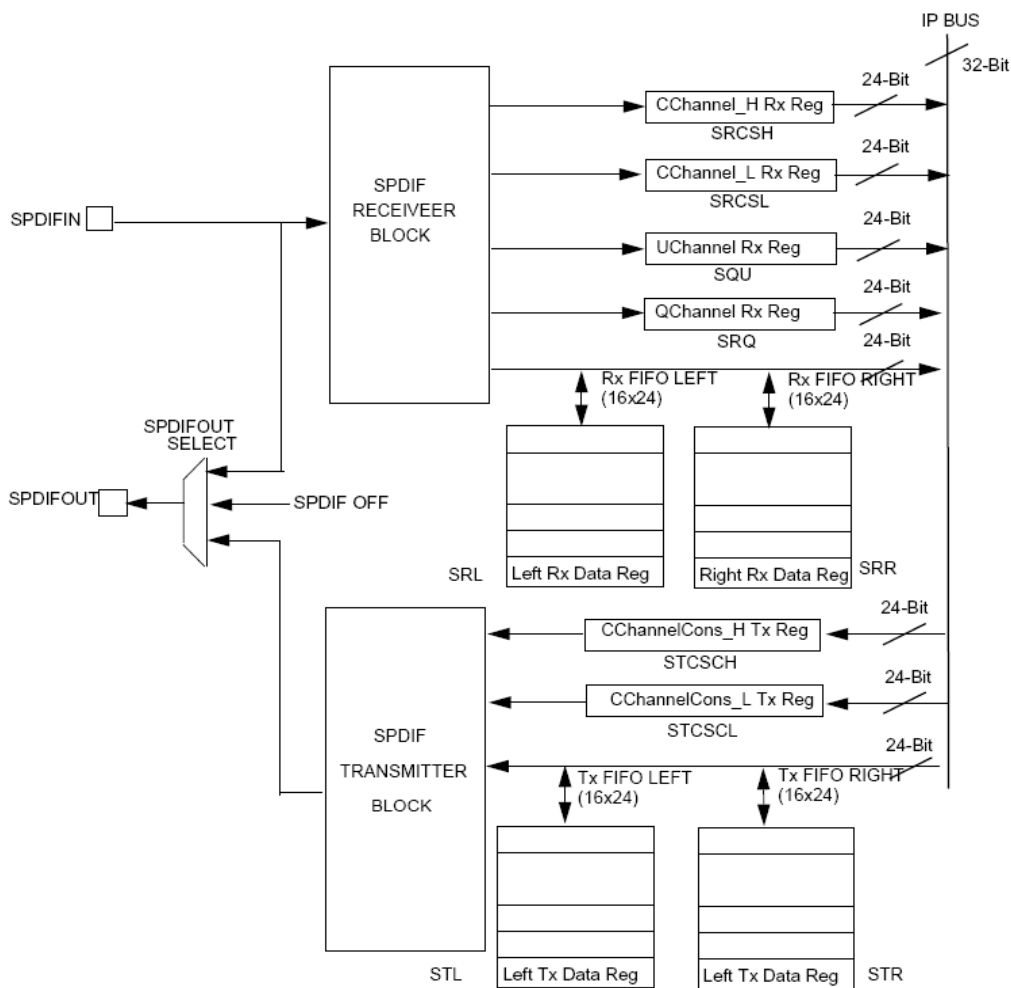 IP BUS
32-Bit
24-Bit
CChannel_H Rx Reg
SRCSH
24-Bit
CChannel_L Rx Reg
SRCSL
24-Bit
UChannel Rx Reg
SQU
24-Bit
QChannel Rx Reg
SRQ
24-Bit
SPDIF
RECEIVEER
BLOCK
SPDIFIN
Rx FIFO LEFT
(16x24)
Rx FIFO RIGHT
(16x24)
SPDIFOUT
SELECT
SPDIFOUT
SPDIF OFF
SRL
Left Rx Data Reg
Right Rx Data Reg
SRR
24-Bit
CChannelCons_H Tx Reg
STCSCH
24-Bit
CChannelCons_L Tx Reg
STCSCL
24-Bit
SPDIF
TRANSMITTER
BLOCK
Tx FIFO LEFT
(16x24)
Tx FIFO RIGHT
(16x24)
STL
Left Tx Data Reg
Left Tx Data Reg
STR